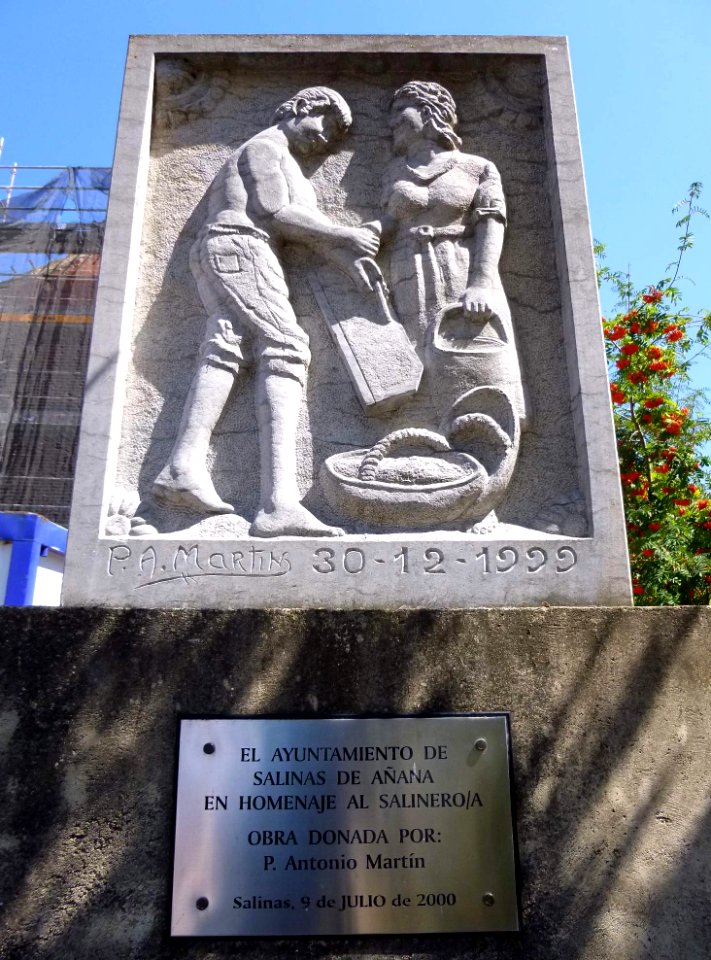 P. A. MARTIN 30-12-1999
EL AYUNTAMIENTO DE
SALINAS DE AÑANA
EN HOMENAJE AL SALINERO/A
OBRA DONADA POR:
P. Antonio Martín
Salinas, 9 de JULIO de 2000